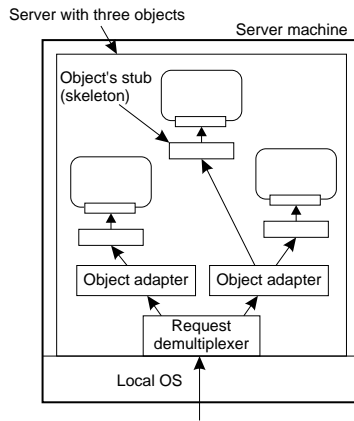 Server with three objects
Server machine
Object's stub
(skeleton)
Object adapter
Object adapter
Request
demultiplexer
Local OS